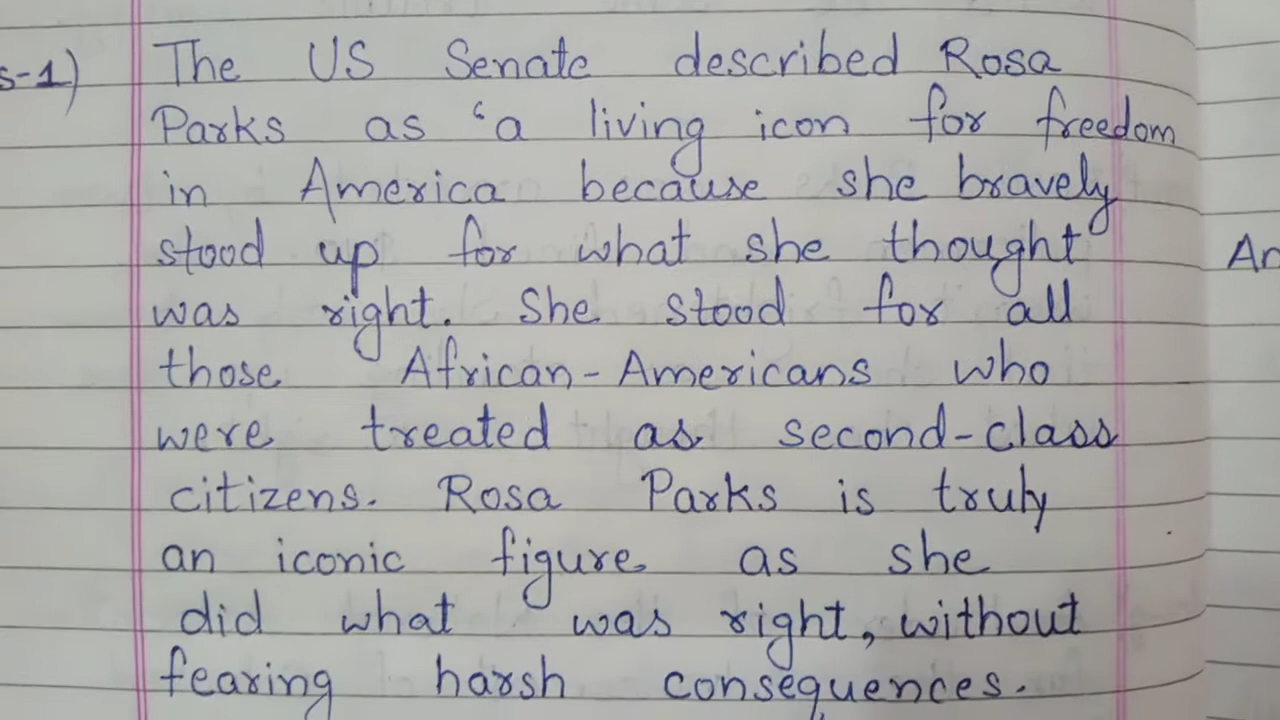 s-1) The US Senate described Rosa
Parks as ‘a living icon for freedom
in America because she bravely
stood up for what she thought
was right. She stood for all
those African-Americans who
were treated as second-class
citizens. Rosa Parks is truly
an iconic figure as she
did what was right, without
fearing harsh consequences.
An